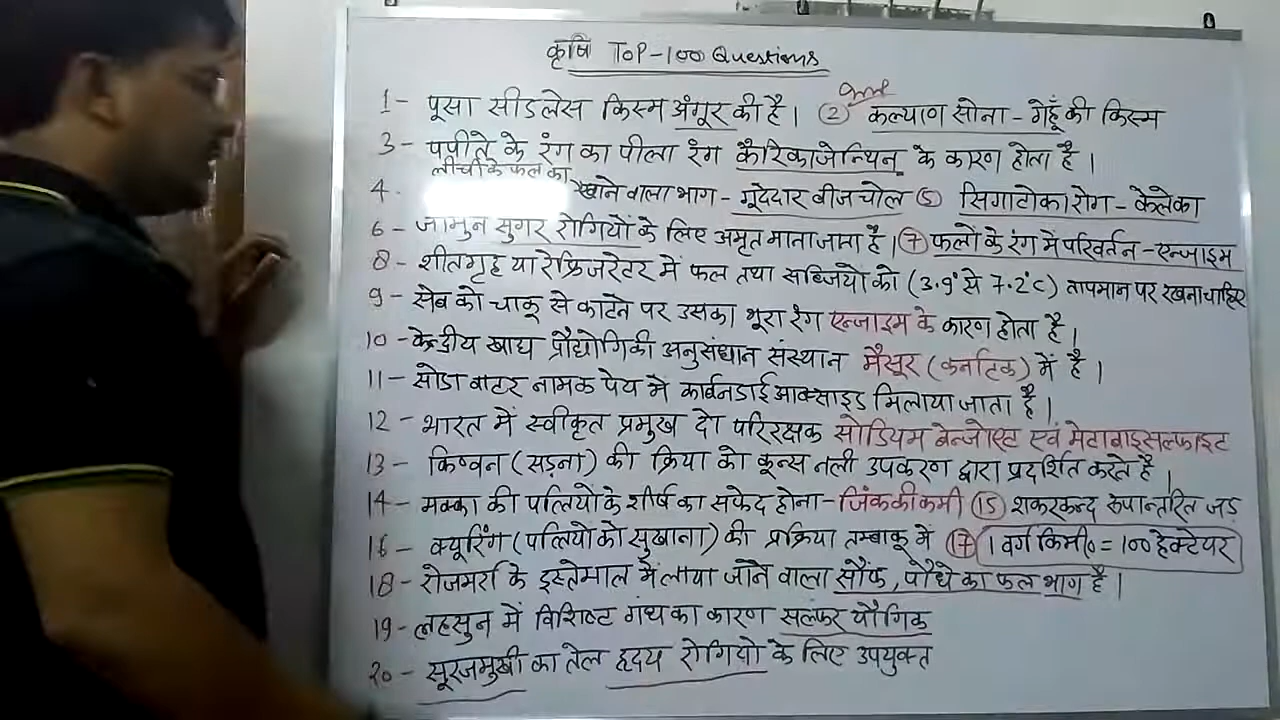 कृषि TOP-100 Questions
1- पूसा सीडलेस किस्म अंगूर की है। ② कल्याण सोना - गेहूँ की किस्म
3- पपीते के रंग का पीला रंग कैरिकाजेन्थिन के कारण होता है।
4. लीची के फल का खाने वाला भाग - गूदेदार बीजचोल ⑤ सिगाटोका रोग - केले का
6- जामुन सुगर रोगियों के लिए अमृत माना जाता है। ⑦ फलों के रंग में परिवर्तन - एन्जाइम
8- शीतगृह या रेफ्रिजरेटर में फल तथा सब्जियों को (3.9° से 7.2°c) तापमान पर रखना चाहिए
9- सेब को चाकू से काटने पर उसका भूरा रंग एन्जाइम के कारण होता है।
10- केन्द्रीय खाद्य प्रौद्योगिकी अनुसंधान संस्थान मैसूर (कर्नाटक) में है।
11- सोडा वाटर नामक पेय में कार्बनडाईआक्साइड मिलाया जाता है।
12- भारत में स्वीकृत प्रमुख दो परिरक्षक सोडियम बेन्जोएट एवं मेटाबाइसल्फाइट
13- किण्वन (सड़ना) की क्रिया को कून्स नली उपकरण द्वारा प्रदर्शित करते है।
14- मक्का की पत्तियों के शीर्ष का सफेद होना - जिंक की कमी ⑮ शकरकन्द रूपान्तरित जड़
16- क्यूरिंग (पत्तियों को सुखाना) की प्रक्रिया तम्बाकू में ⑰ 1 वर्ग किमी० = 100 हेक्टेयर
18- रोजमर्रा के इस्तेमाल में लाया जाने वाला सौंफ, पौधे का फल भाग है।
19- लहसुन में विशिष्ट गंध का कारण सल्फर यौगिक
20- सूरजमुखी का तेल हृदय रोगियों के लिए उपयुक्त